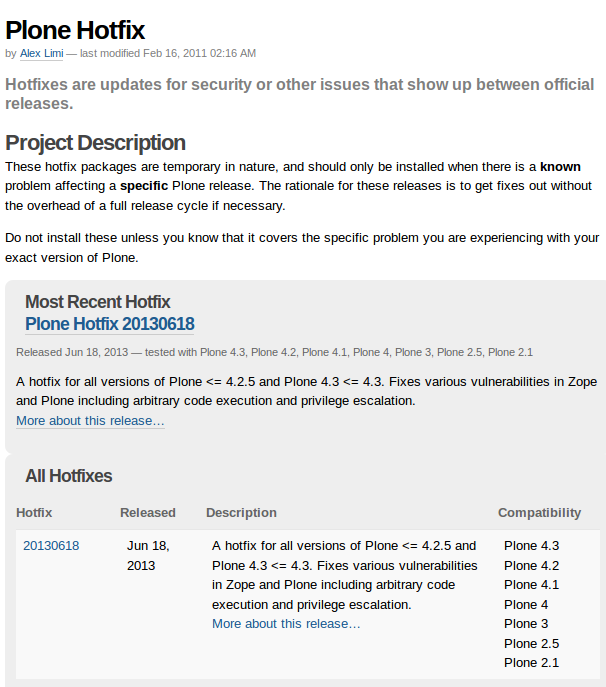 Plone Hotfix
by Alex Limi — last modified Feb 16, 2011 02:16 AM
Hotfixes are updates for security or other issues that show up between official
releases.
Project Description
These hotfix packages are temporary in nature, and should only be installed when there is a known
problem affecting a specific Plone release. The rationale for these releases is to get fixes out without
the overhead of a full release cycle if necessary.
Do not install these unless you know that it covers the specific problem you are experiencing with your
exact version of Plone.
Most Recent Hotfix
Plone Hotfix 20130618
Released Jun 18, 2013 — tested with Plone 4.3, Plone 4.2, Plone 4.1, Plone 4, Plone 3, Plone 2.5, Plone 2.1
A hotfix for all versions of Plone <= 4.2.5 and Plone 4.3 <= 4.3. Fixes various vulnerabilities in Zope
and Plone including arbitrary code execution and privilege escalation.
More about this release…
All Hotfixes
Hotfix Released Description Compatibility
20130618 Jun 18, A hotfix for all versions of Plone <= 4.2.5 and Plone 4.3
2013 Plone 4.3 <= 4.3. Fixes various vulnerabilities Plone 4.2
in Zope and Plone including arbitrary code Plone 4.1
execution and privilege escalation. Plone 4
More about this release… Plone 3
Plone 2.5
Plone 2.1